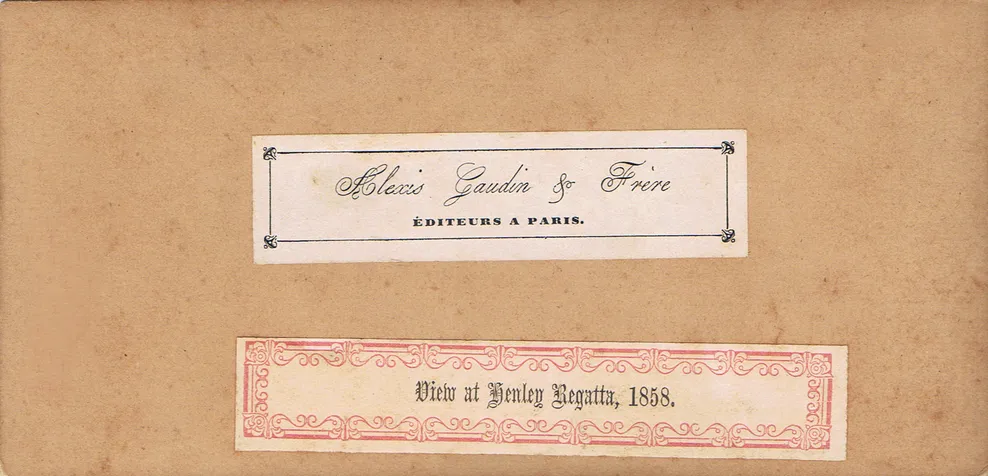 Alexis Gaudin & Frère
ÉDITEURS A PARIS.
View at Henley Regatta, 1858.